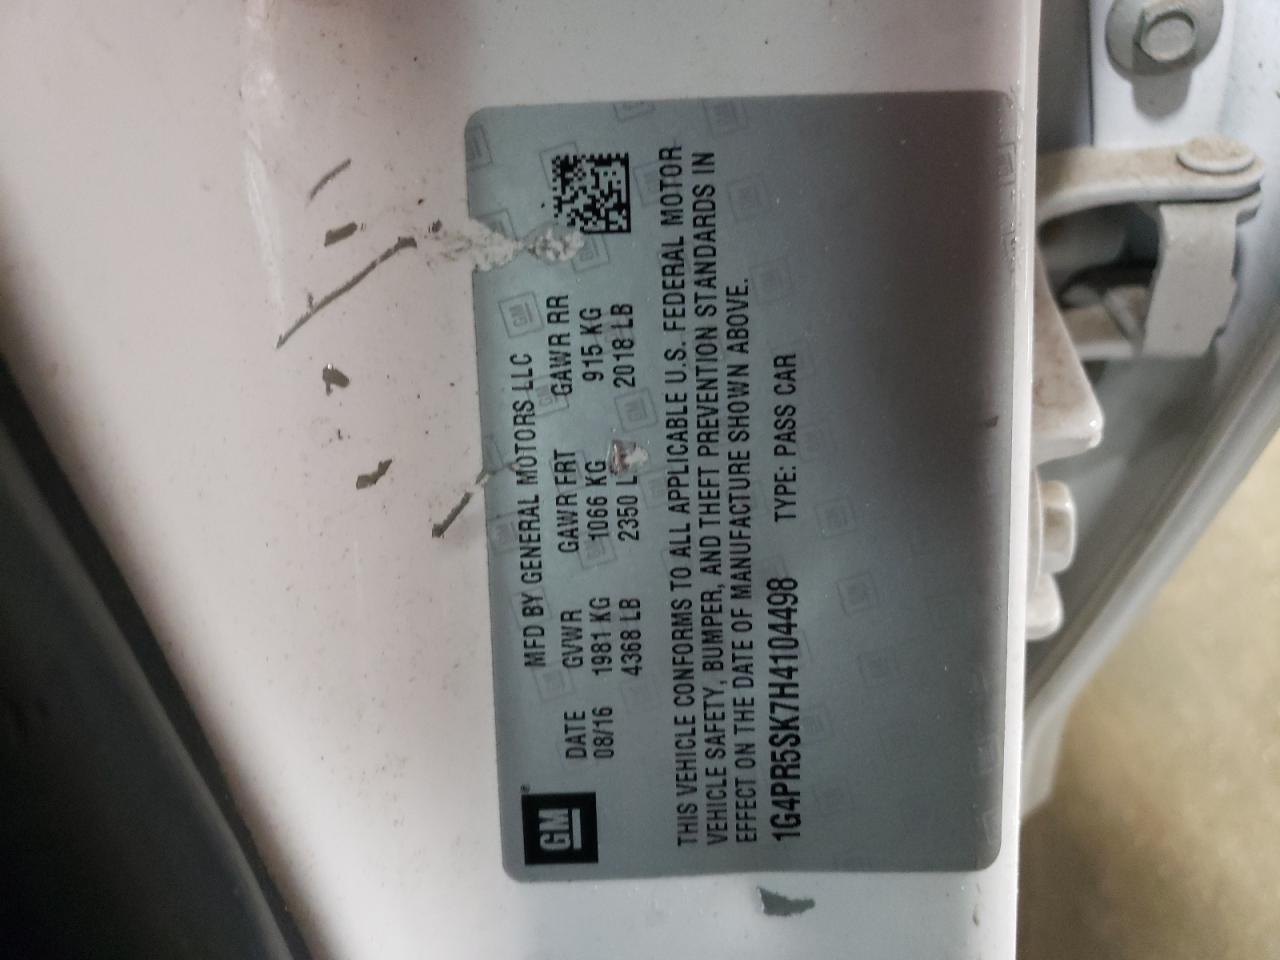 GM
MFD BY GENERAL MOTORS LLC
DATE GVWR GAWR FRT GAWR RR
08/16 1981 KG 1066 KG 915 KG
4368 LB 2350 L 2018 LB
THIS VEHICLE CONFORMS TO ALL APPLICABLE U.S. FEDERAL MOTOR
VEHICLE SAFETY, BUMPER, AND THEFT PREVENTION STANDARDS IN
EFFECT ON THE DATE OF MANUFACTURE SHOWN ABOVE.
1G4PR5SK7H4104498 TYPE: PASS CAR